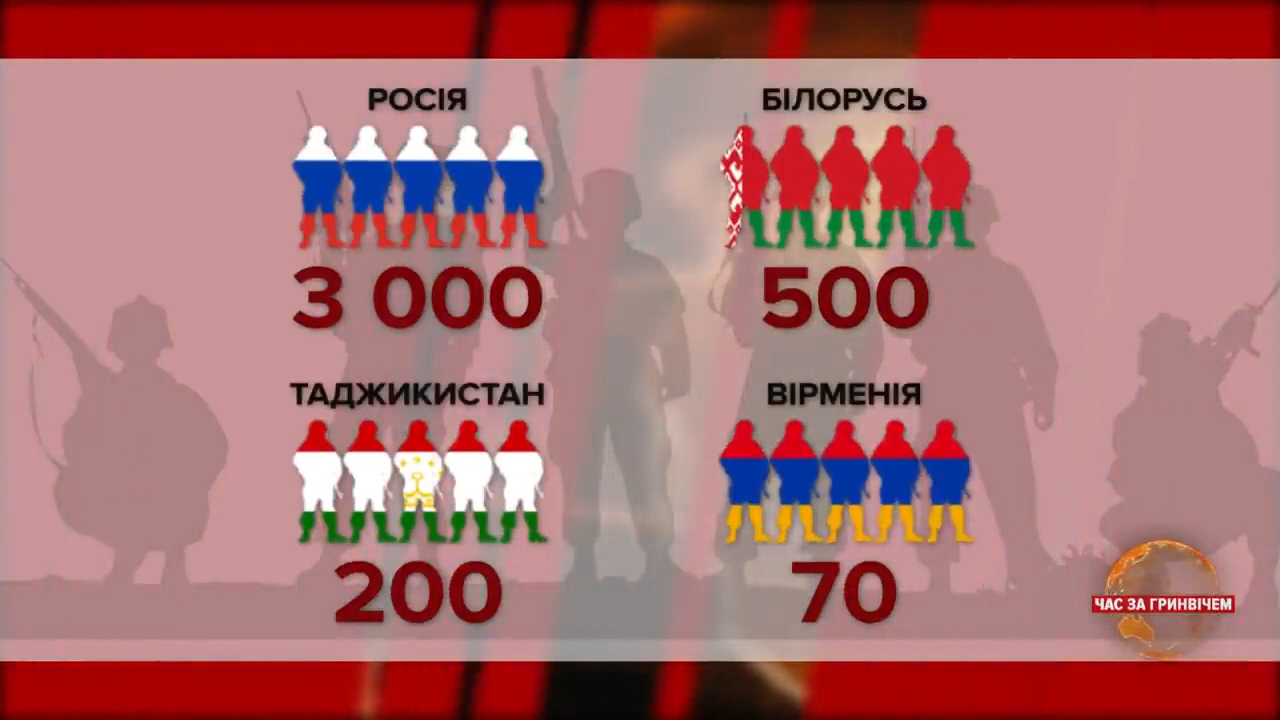 РОСІЯ
3 000
БІЛОРУСЬ
500
ТАДЖИКИСТАН
200
ВІРМЕНІЯ
70
ЧАС ЗА ГРИНВІЧЕМ